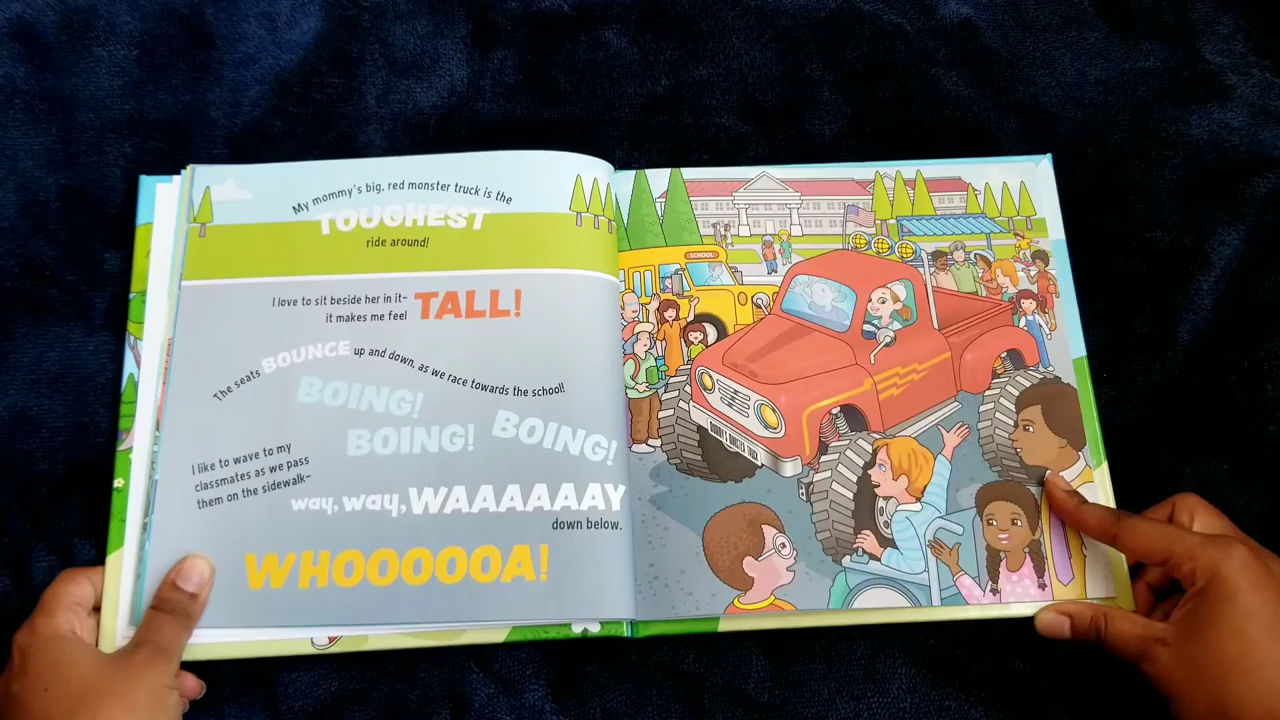 My mommy's big, red monster truck is the
TOUGHEST
ride around!
I love to sit beside her in it–
it makes me feel TALL!
The seats BOUNCE up and down, as we race towards the school!
BOING!
BOING! BOING!
I like to wave to my
classmates as we pass
them on the sidewalk–
way, way, WAAAAAAY
down below.
WHOOOOOA!
SCHOOL
MONSTER TRUCK